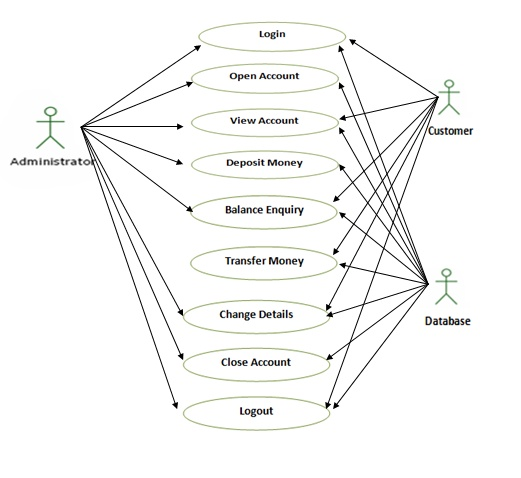 Login
Open Account
View Account
Deposit Money
Balance Enquiry
Transfer Money
Change Details
Close Account
Logout
Administrator
Customer
Database